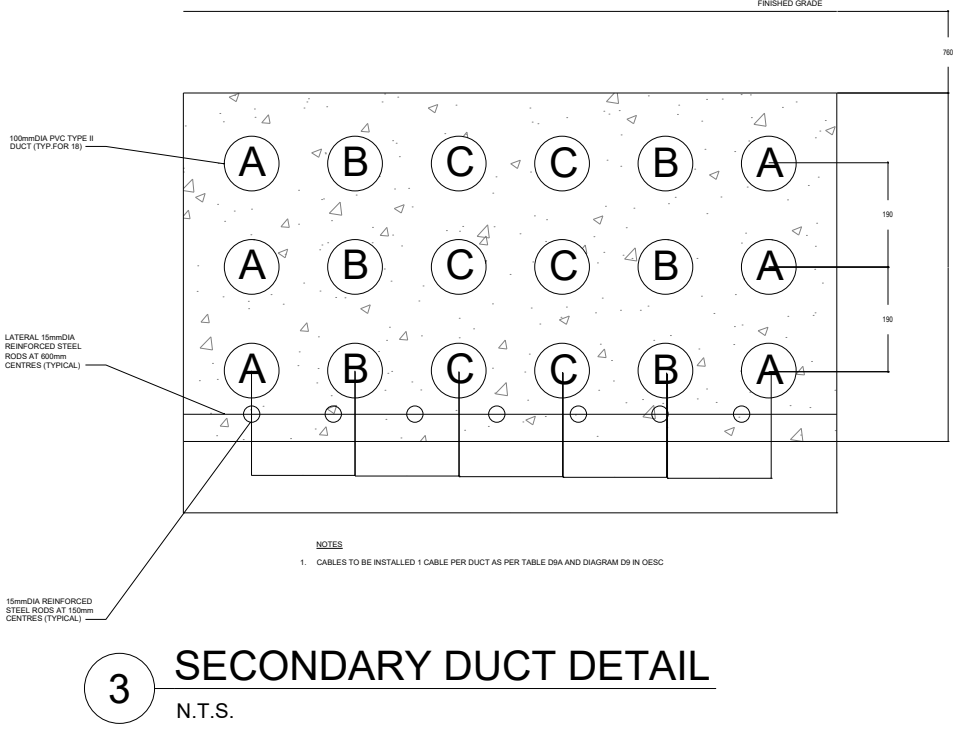 FINISHED GRADE
760
100mmDIA PVC TYPE II
DUCT (TYP.FOR 18)
A B C C B A
190
A B C C B A
190
LATERAL 15mmDIA
REINFORCED STEEL
RODS AT 600mm
CENTRES (TYPICAL)
A B C C B A
NOTES
1. CABLES TO BE INSTALLED 1 CABLE PER DUCT AS PER TABLE D9A AND DIAGRAM D9 IN OESC
15mmDIA REINFORCED
STEEL RODS AT 150mm
CENTRES (TYPICAL)
3 SECONDARY DUCT DETAIL
N.T.S.